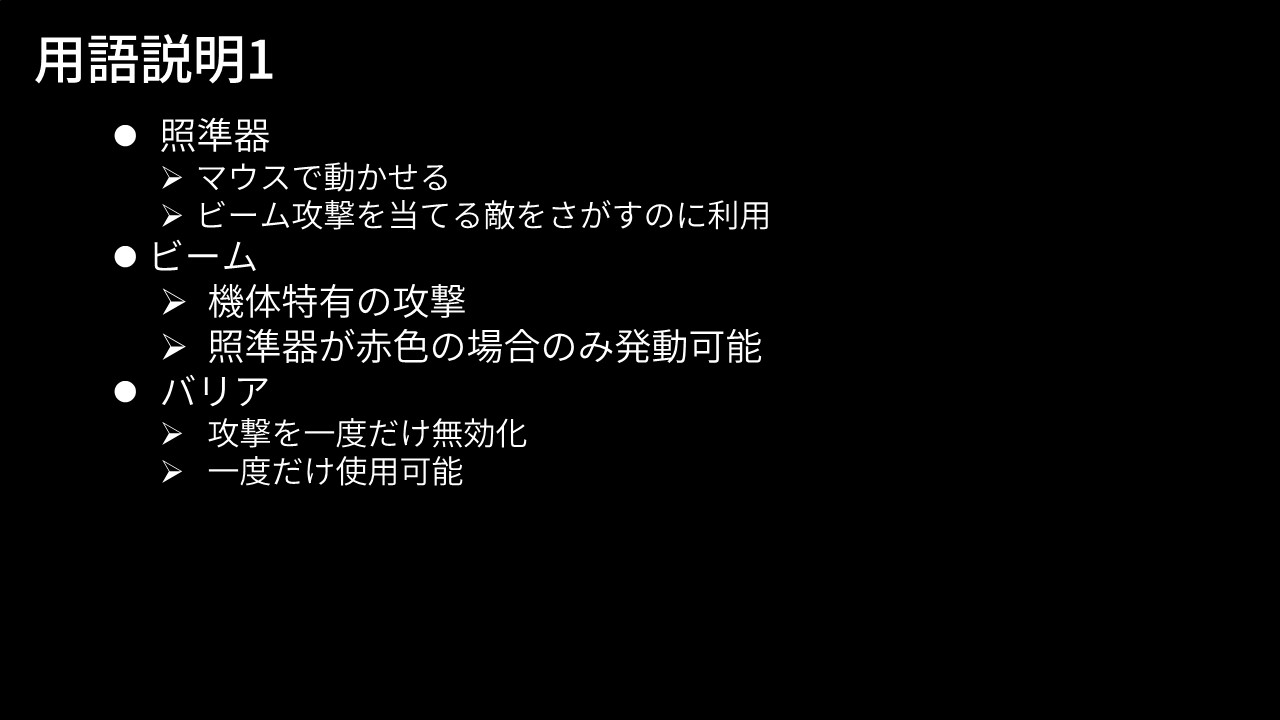 用語説明1
● 照準器
➢ マウスで動かせる
➢ ビーム攻撃を当てる敵をさがすのに利用
● ビーム
➢ 機体特有の攻撃
➢ 照準器が赤色の場合のみ発動可能
● バリア
➢ 攻撃を一度だけ無効化
➢ 一度だけ使用可能